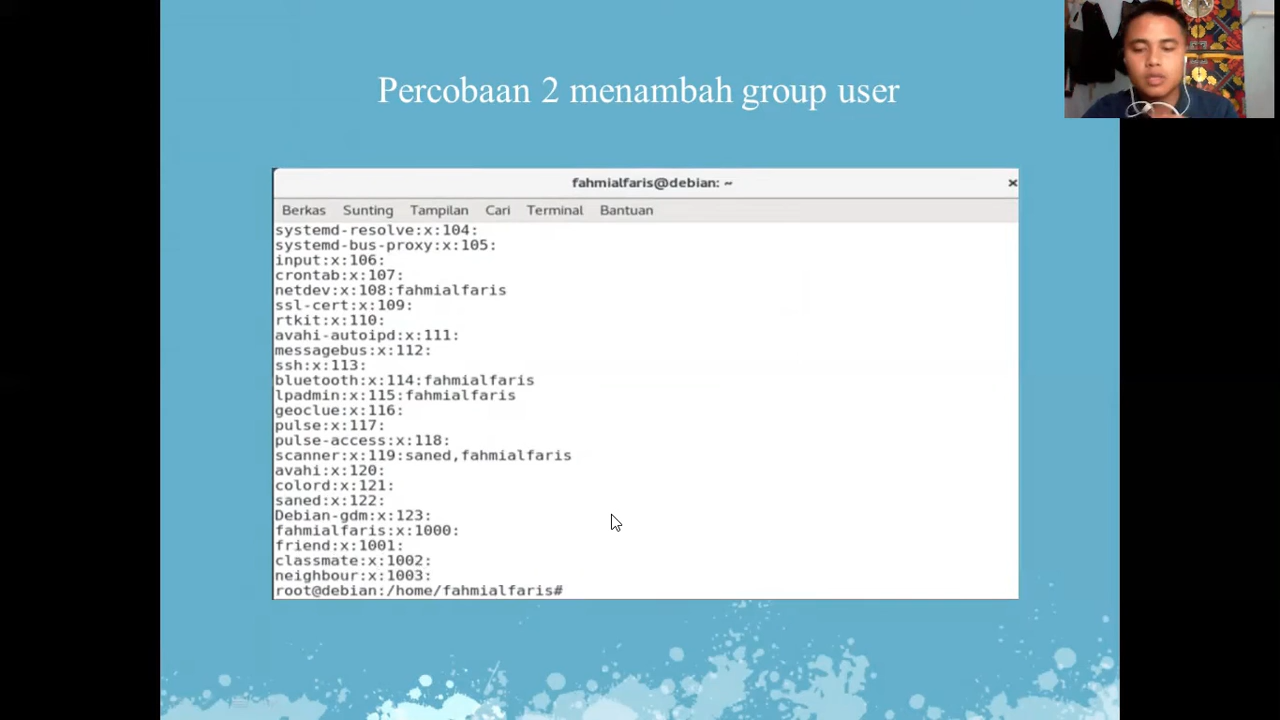 Percobaan 2 menambah group user
fahmialfaris@debian: ~
×
Berkas Sunting Tampilan Cari Terminal Bantuan
systemd-resolve:x:104:
systemd-bus-proxy:x:105:
input:x:106:
crontab:x:107:
netdev:x:108:fahmialfaris
ssl-cert:x:109:
rtkit:x:110:
avahi-autoipd:x:111:
messagebus:x:112:
ssh:x:113:
bluetooth:x:114:fahmialfaris
lpadmin:x:115:fahmialfaris
geoclue:x:116:
pulse:x:117:
pulse-access:x:118:
scanner:x:119:saned,fahmialfaris
avahi:x:120:
colord:x:121:
saned:x:122:
Debian-gdm:x:123:
fahmialfaris:x:1000:
friend:x:1001:
classmate:x:1002:
neighbour:x:1003:
root@debian:/home/fahmialfaris#